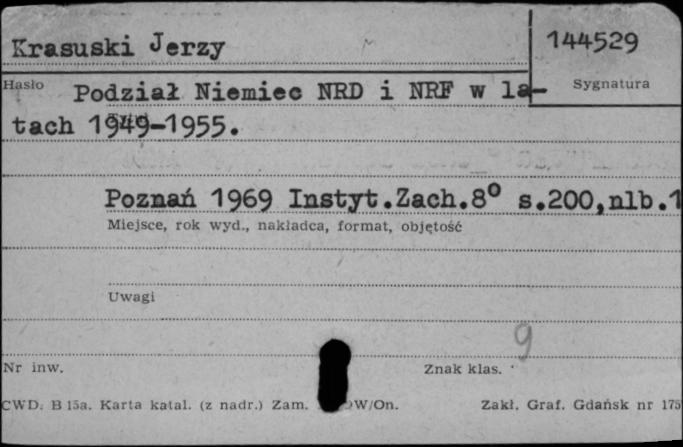 Krasuski Jerzy
144529
Hasło
Sygnatura
Podział Niemiec NRD i NRF w la-
tach 1949-1955.
Poznań 1969 Instyt.Zach.8° s.200,nlb.1
Miejsce, rok wyd., nakładca, format, objętość
Uwagi
9
Nr inw.
Znak klas.
CWD. B 15a. Karta katal. (z nadr.) Zam. W/On.
Zakł. Graf. Gdańsk nr 175